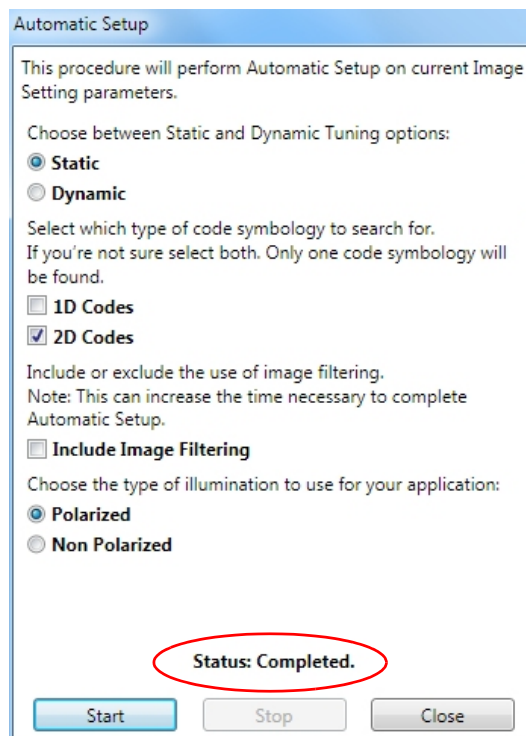 Automatic Setup
This procedure will perform Automatic Setup on current Image
Setting parameters.
Choose between Static and Dynamic Tuning options:
Static
Dynamic
Select which type of code symbology to search for.
If you're not sure select both. Only one code symbology will
be found.
1D Codes
2D Codes
Include or exclude the use of image filtering.
Note: This can increase the time necessary to complete
Automatic Setup.
Include Image Filtering
Choose the type of illumination to use for your application:
Polarized
Non Polarized
Status: Completed.
Start Stop Close